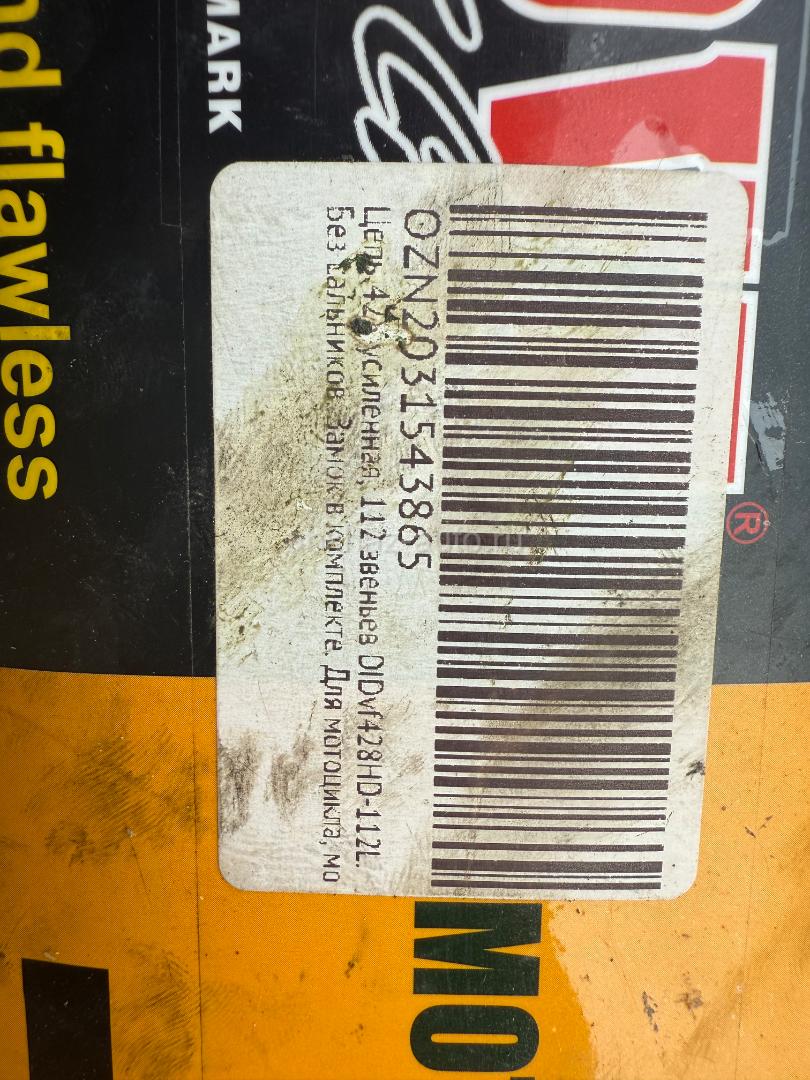 MARK
®
OZN2031543865
Цепь 428 усиленная, 112 звеньев DIDvf428HD-112L.
Без сальников. Замок в комплекте. Для мотоцикла, мо
nd flawless
MO